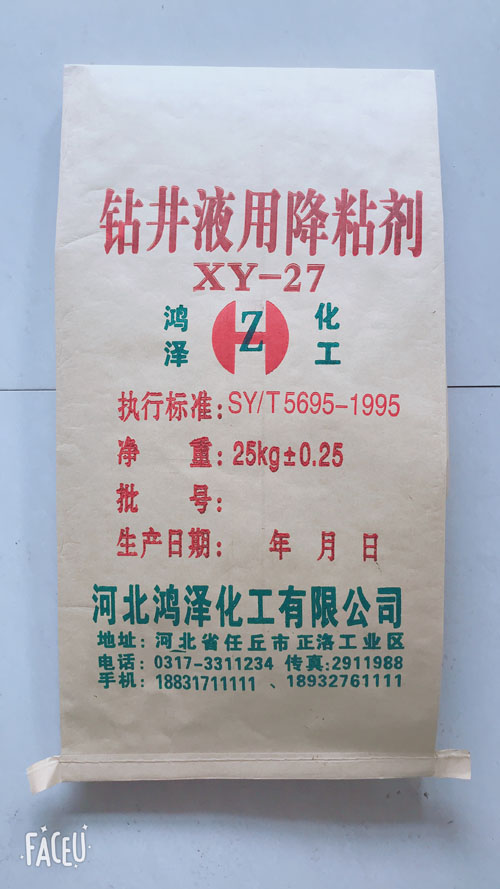 钻井液用降粘剂
XY-27
鸿 化
泽 工
HZ
执行标准:SY/T5695-1995
净 重:25kg±0.25
批 号:
生产日期: 年 月 日
河北鸿泽化工有限公司
地址:河北省任丘市正洛工业区
电话:0317-3311234 传真:2911988
手机:18831711111 、18932761111
FACEU